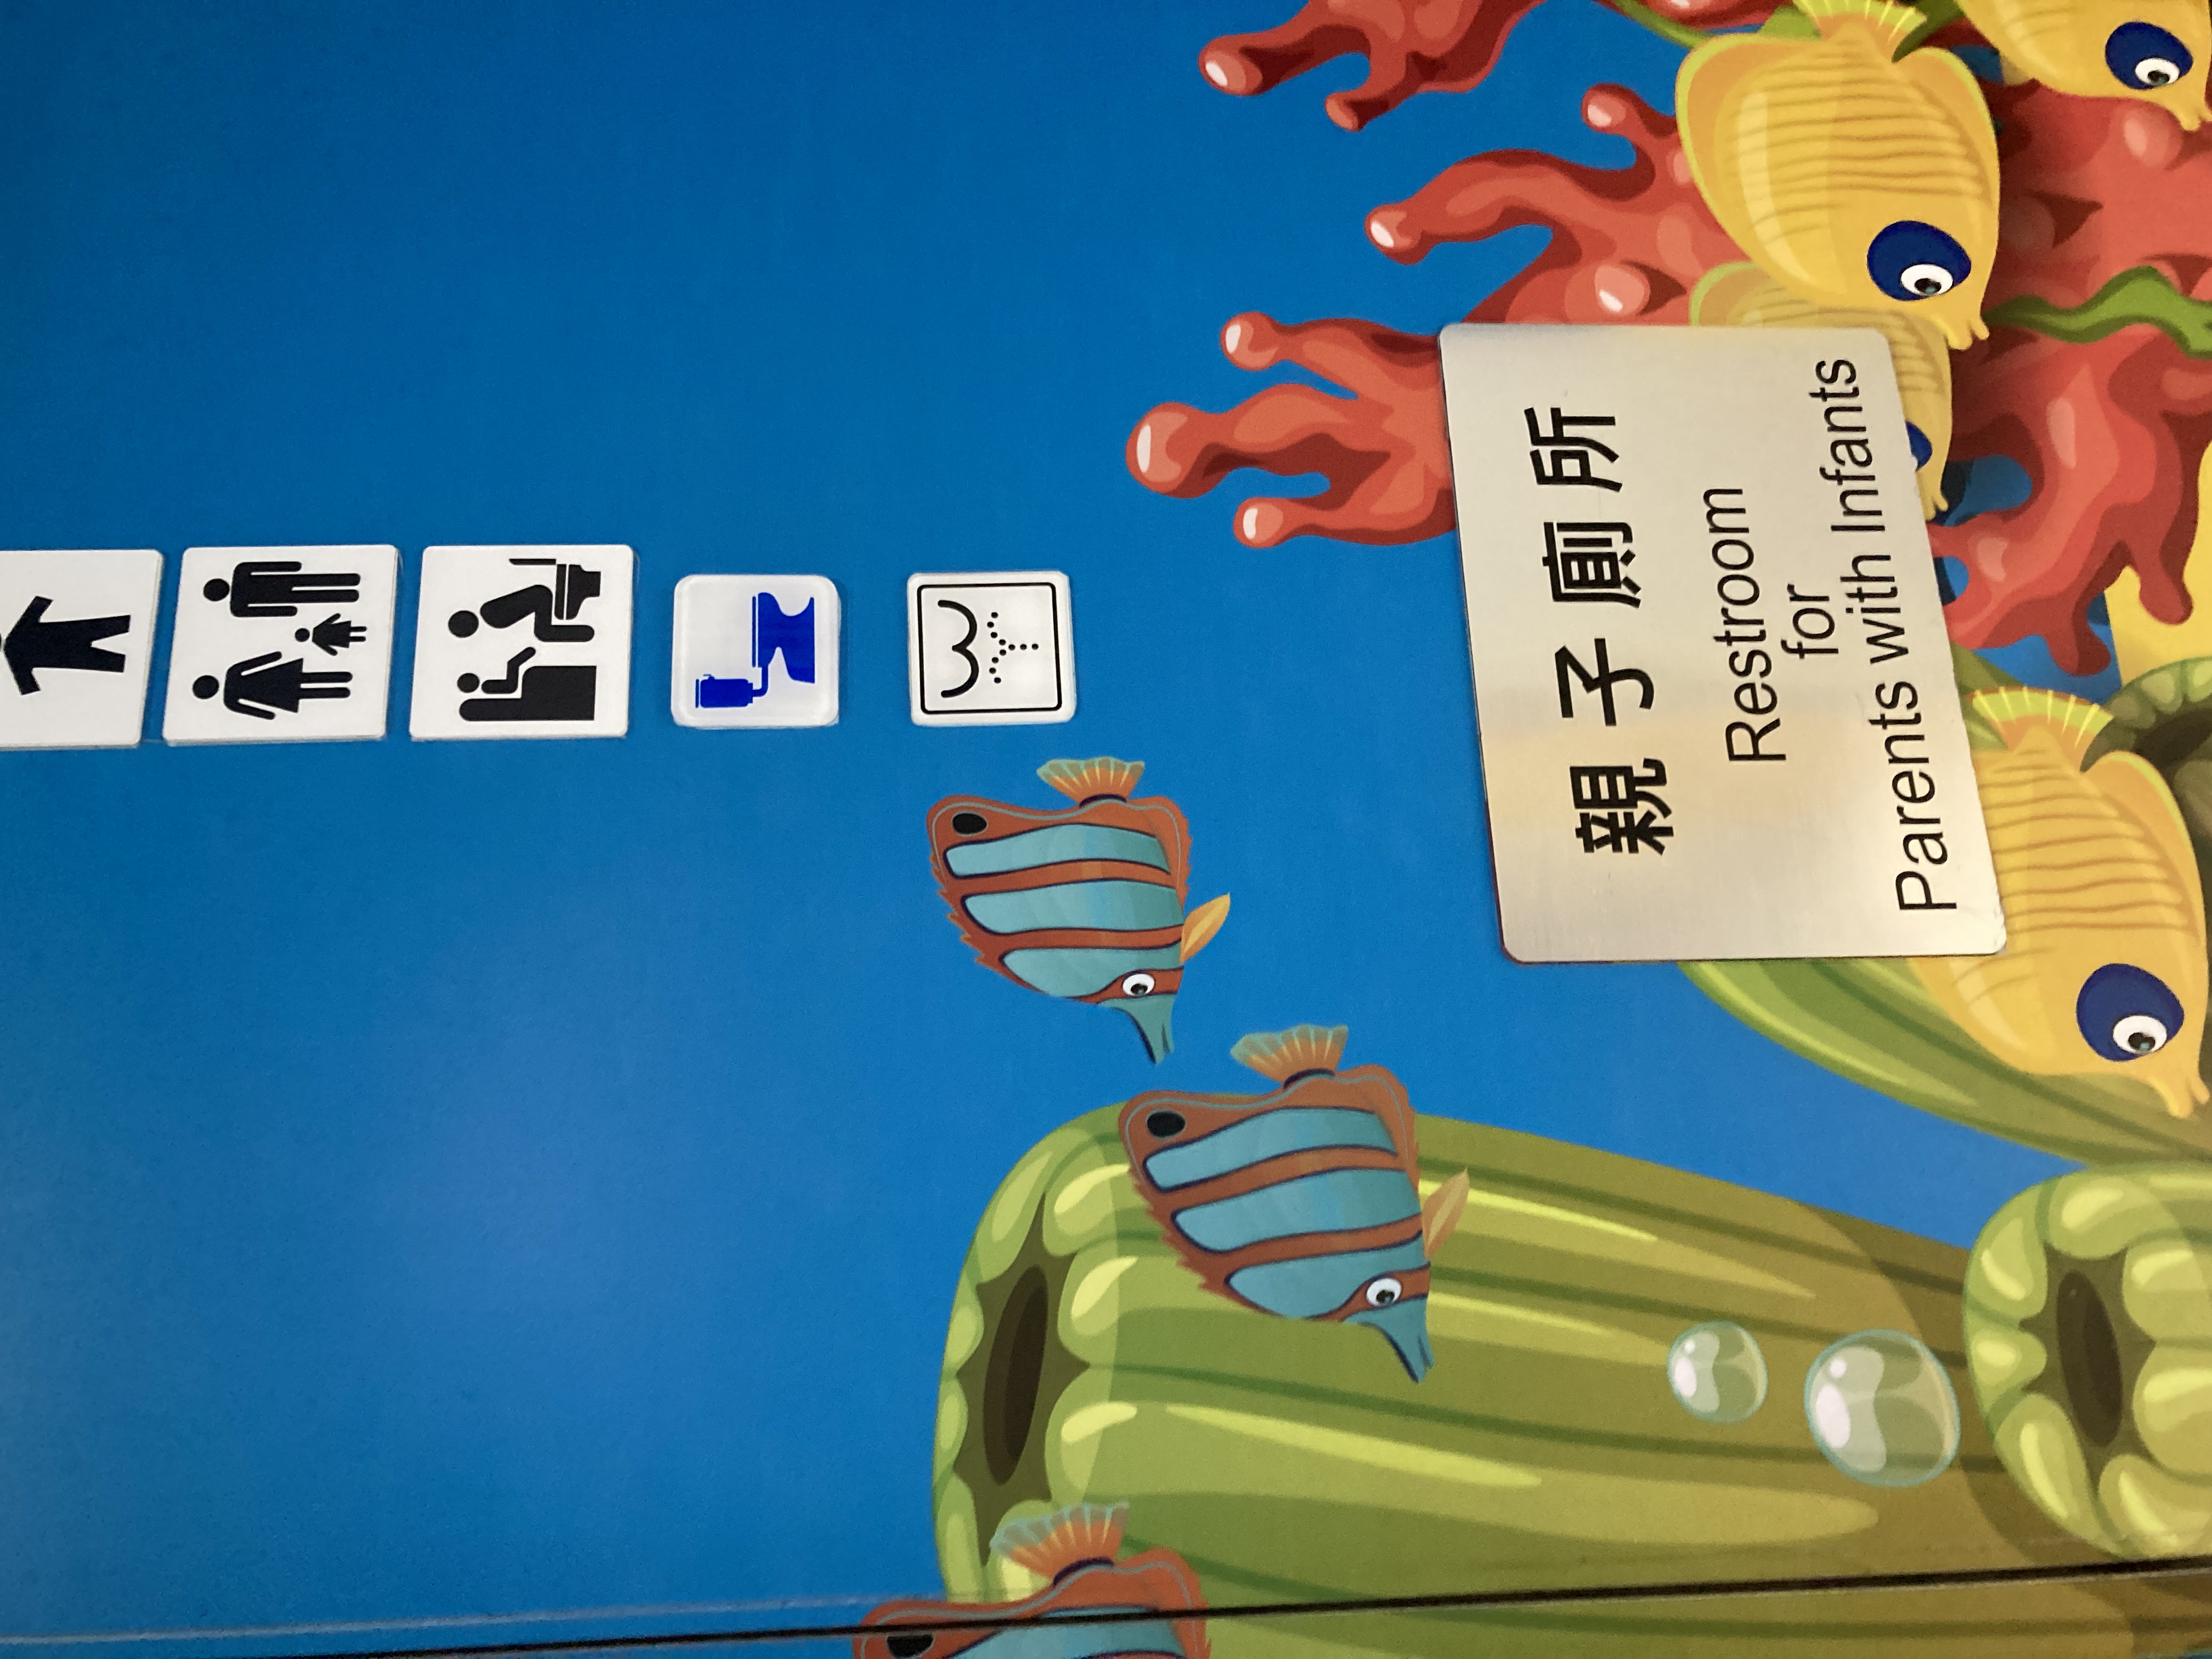 親子廁所
Restroom
for
Parents with Infants